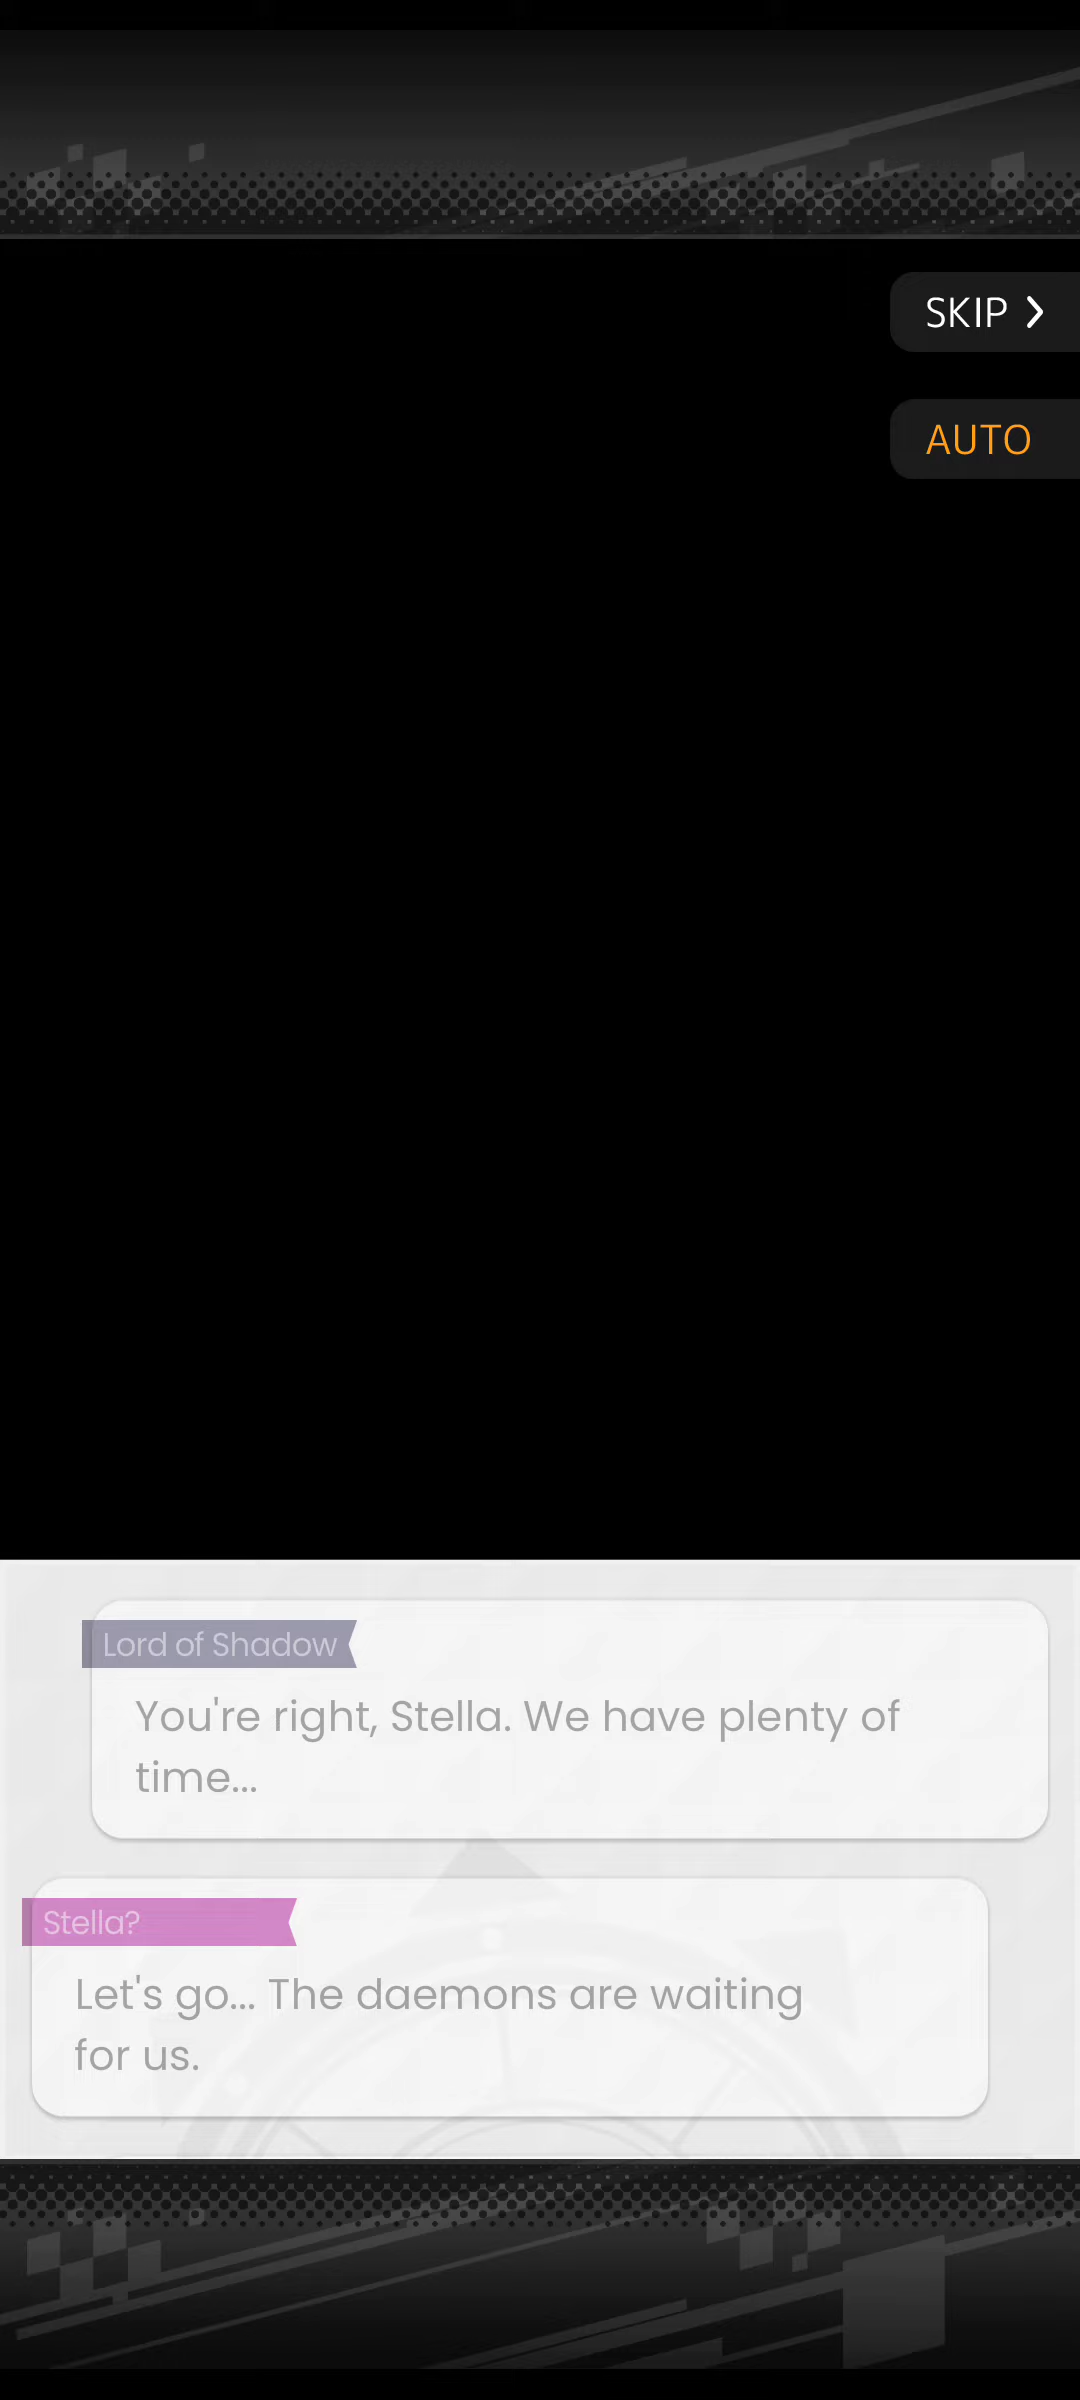 SKIP
AUTO
Lord of Shadow
You're right, Stella. We have plenty of
time...
Stella?
Let's go... The daemons are waiting
for us.